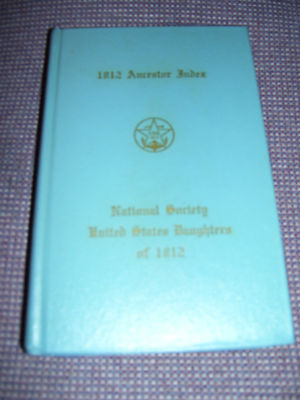 1812 Ancestor Index
National Society
United States Daughters
of 1812